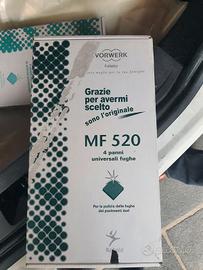 VORWERK
Folletto
Grazie
per avermi
scelto
sono l'originale
MF 520
4 panni
universali fughe
Per la pulizia delle fughe
dei pavimenti duri